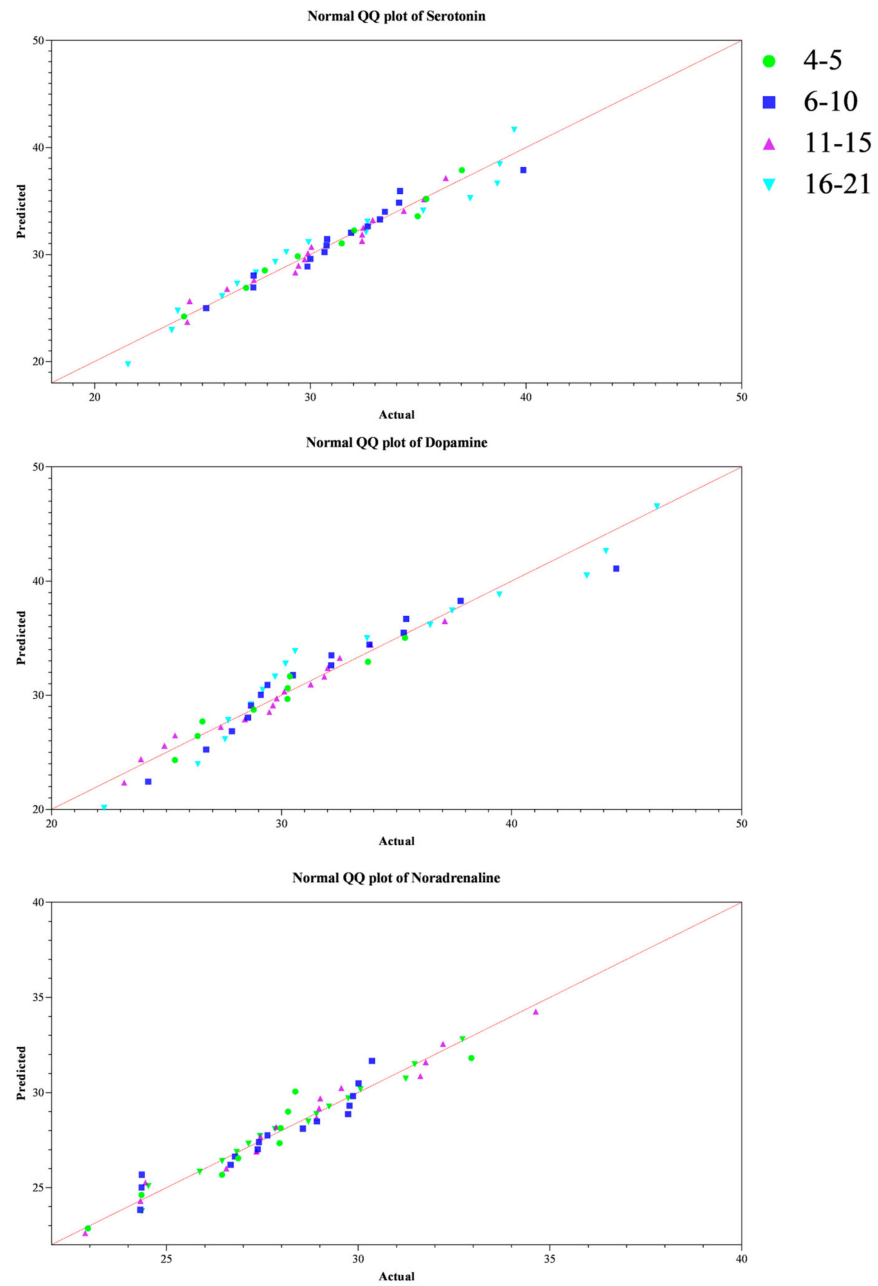 Normal QQ plot of Serotonin
50
40
30
20
Predicted
20 30 40 50
Actual
4-5
6-10
11-15
16-21
Normal QQ plot of Dopamine
50
40
30
20
Predicted
20 30 40 50
Actual
Normal QQ plot of Noradrenaline
40
35
30
25
Predicted
25 30 35 40
Actual